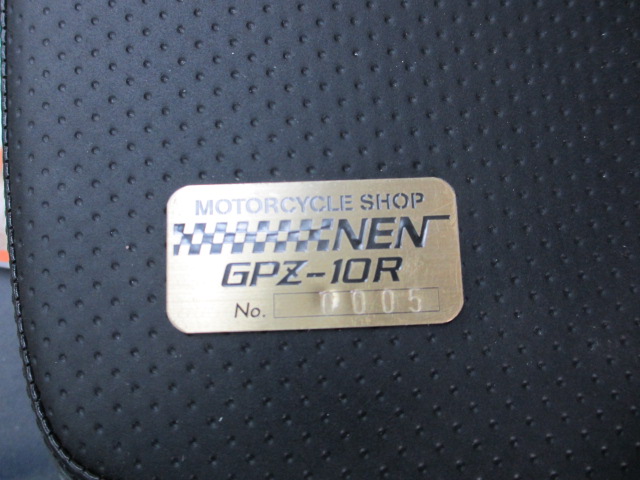 MOTORCYCLE SHOP
NEN
GPZ-10R
No. 0005